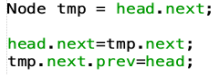 Node tmp = head.next;
head.next=tmp.next;
tmp.next.prev=head;